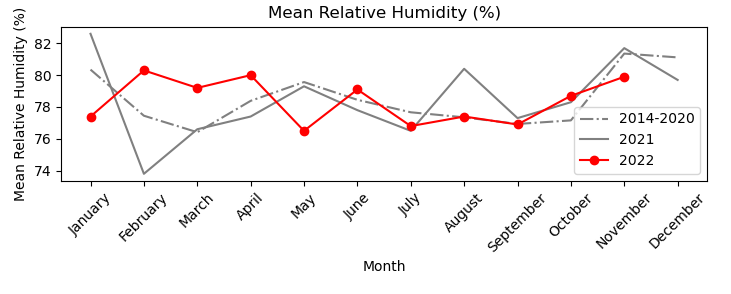 Mean Relative Humidity (%)
Mean Relative Humidity (%)
82
80
78
76
74
2014-2020
2021
2022
January
February
March
April
May
June
July
August
September
October
November
December
Month